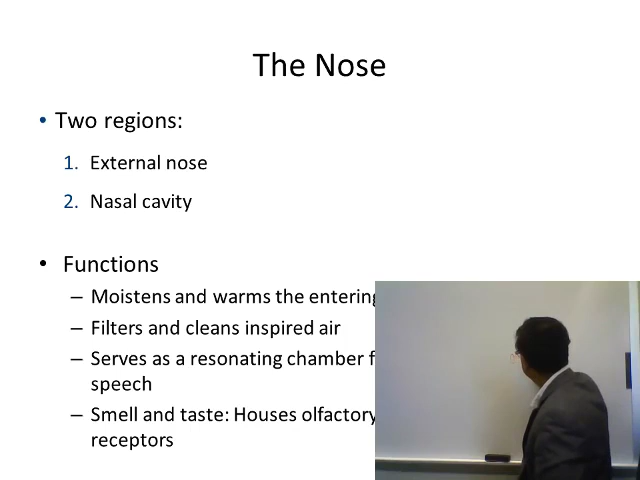 The Nose
• Two regions:
1. External nose
2. Nasal cavity
• Functions
– Moistens and warms the entering
– Filters and cleans inspired air
– Serves as a resonating chamber f
speech
– Smell and taste: Houses olfactory
receptors